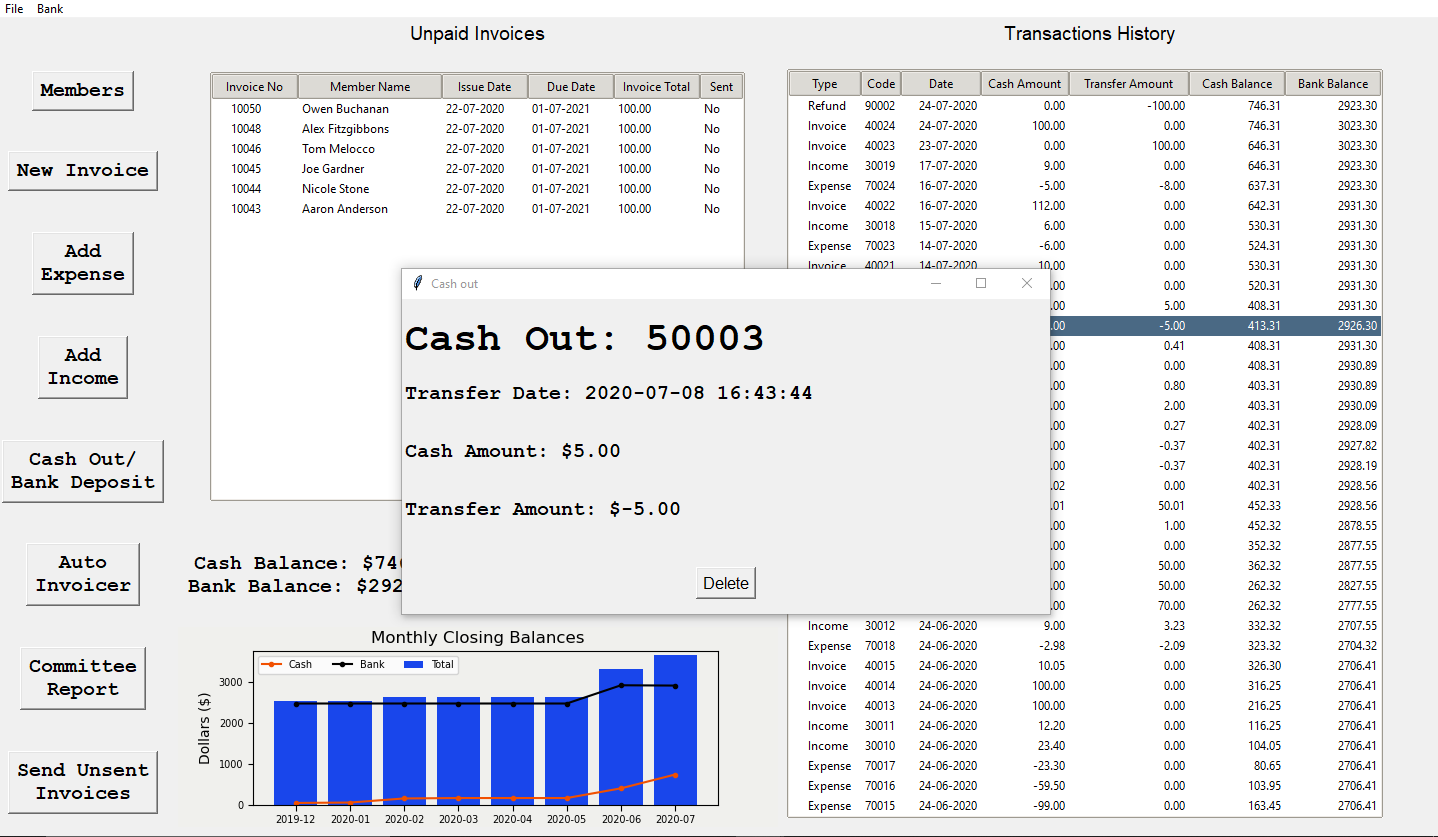 File Bank
Unpaid Invoices
Transactions History
Members
New Invoice
Add
Expense
Add
Income
Cash Out/
Bank Deposit
Auto
Invoicer
Committee
Report
Send Unsent
Invoices
Invoice No Member Name Issue Date Due Date Invoice Total Sent
10050 Owen Buchanan 22-07-2020 01-07-2021 100.00 No
10048 Alex Fitzgibbons 22-07-2020 01-07-2021 100.00 No
10046 Tom Melocco 22-07-2020 01-07-2021 100.00 No
10045 Joe Gardner 22-07-2020 01-07-2021 100.00 No
10044 Nicole Stone 22-07-2020 01-07-2021 100.00 No
10043 Aaron Anderson 22-07-2020 01-07-2021 100.00 No
Cash out
Cash Out: 50003
Transfer Date: 2020-07-08 16:43:44
Cash Amount: $5.00
Transfer Amount: $-5.00
Delete
Cash Balance: $74
Bank Balance: $292
Monthly Closing Balances
Cash Bank Total
Dollars ($)
3000
2000
1000
0
2019-12 2020-01 2020-02 2020-03 2020-04 2020-05 2020-06 2020-07
Type Code Date Cash Amount Transfer Amount Cash Balance Bank Balance
Refund 90002 24-07-2020 0.00 -100.00 746.31 2923.30
Invoice 40024 24-07-2020 100.00 0.00 746.31 3023.30
Invoice 40023 23-07-2020 0.00 100.00 646.31 3023.30
Income 30019 17-07-2020 9.00 0.00 646.31 2923.30
Expense 70024 16-07-2020 -5.00 -8.00 637.31 2923.30
Invoice 40022 16-07-2020 112.00 0.00 642.31 2931.30
Income 30018 15-07-2020 6.00 0.00 530.31 2931.30
Expense 70023 14-07-2020 -6.00 0.00 524.31 2931.30
Invoice 40021 14-07-2020 10.00 0.00 530.31 2931.30
.00 0.00 520.31 2931.30
.00 5.00 408.31 2931.30
.00 -5.00 413.31 2926.30
.00 0.41 408.31 2931.30
.00 0.00 408.31 2930.89
.00 0.80 403.31 2930.89
.00 2.00 403.31 2930.09
.00 0.27 402.31 2928.09
.00 -0.37 402.31 2927.82
.00 -0.37 402.31 2928.19
.02 0.00 402.31 2928.56
.01 50.01 452.33 2928.56
.00 1.00 452.32 2878.55
.00 0.00 352.32 2877.55
.00 50.00 362.32 2877.55
.00 50.00 262.32 2827.55
.00 70.00 262.32 2777.55
Income 30012 24-06-2020 9.00 3.23 332.32 2707.55
Expense 70018 24-06-2020 -2.98 -2.09 323.32 2704.32
Invoice 40015 24-06-2020 10.05 0.00 326.30 2706.41
Invoice 40014 24-06-2020 100.00 0.00 316.25 2706.41
Invoice 40013 24-06-2020 100.00 0.00 216.25 2706.41
Income 30011 24-06-2020 12.20 0.00 116.25 2706.41
Income 30010 24-06-2020 23.40 0.00 104.05 2706.41
Expense 70017 24-06-2020 -23.30 0.00 80.65 2706.41
Expense 70016 24-06-2020 -59.50 0.00 103.95 2706.41
Expense 70015 24-06-2020 -99.00 0.00 163.45 2706.41